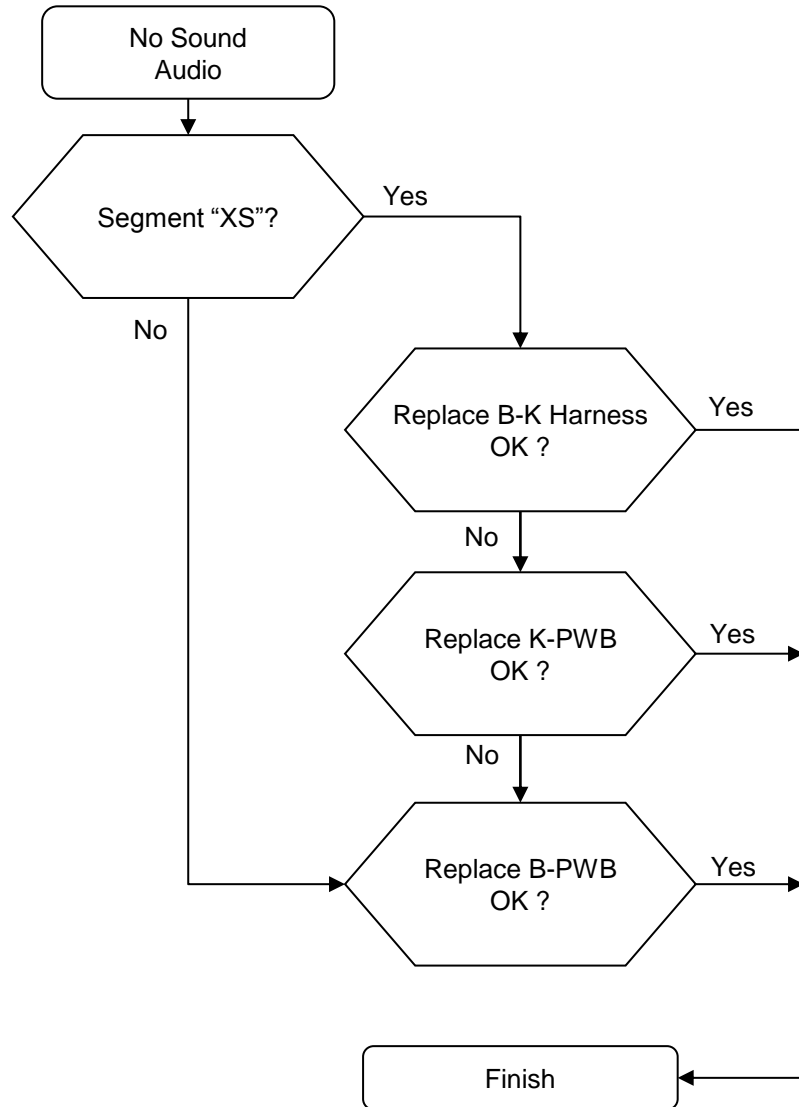 No Sound
Audio
Segment “XS”?
Yes
No
Replace B-K Harness
OK ?
Yes
No
Replace K-PWB
OK ?
Yes
No
Replace B-PWB
OK ?
Yes
Finish